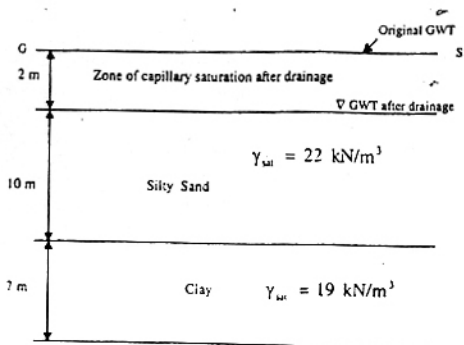 Original GWT
G S
2 m Zone of capillary saturation after drainage
∇ GWT after drainage
γsat = 22 kN/m³
10 m Silty Sand
7 m Clay γsat = 19 kN/m³